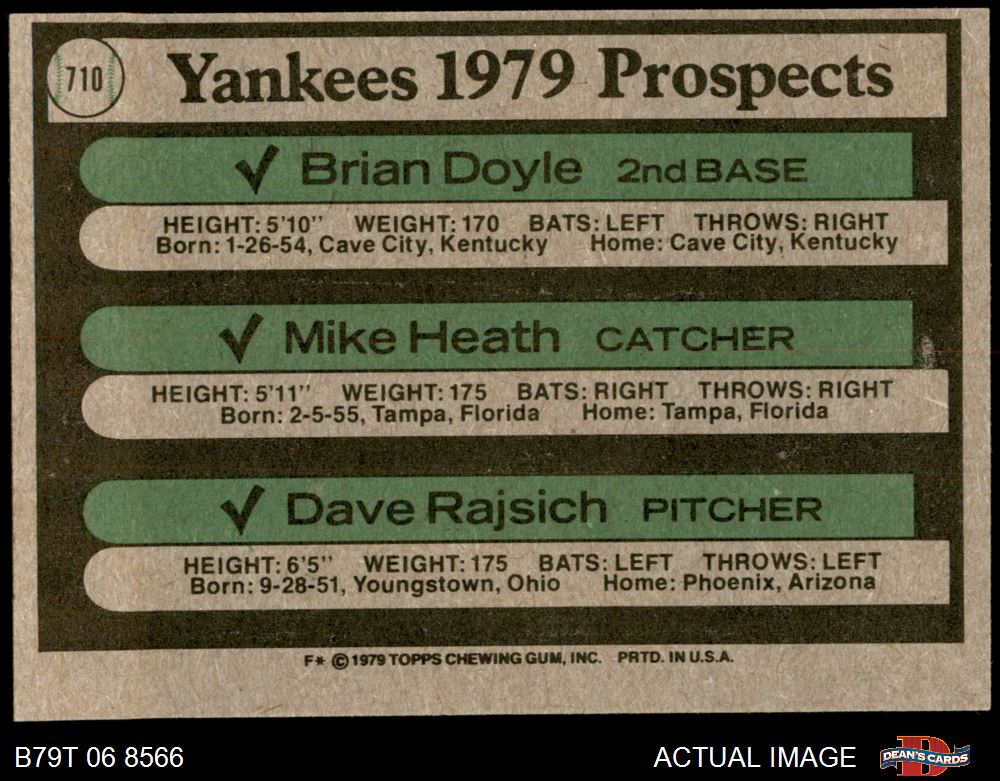 710
Yankees 1979 Prospects
✓ Brian Doyle 2nd BASE
HEIGHT: 5'10'' WEIGHT: 170 BATS: LEFT THROWS: RIGHT
Born: 1-26-54, Cave City, Kentucky Home: Cave City, Kentucky
✓ Mike Heath CATCHER
HEIGHT: 5'11'' WEIGHT: 175 BATS: RIGHT THROWS: RIGHT
Born: 2-5-55, Tampa, Florida Home: Tampa, Florida
✓ Dave Rajsich PITCHER
HEIGHT: 6'5'' WEIGHT: 175 BATS: LEFT THROWS: LEFT
Born: 9-28-51, Youngstown, Ohio Home: Phoenix, Arizona
F* © 1979 TOPPS CHEWING GUM, INC. PRTD. IN U.S.A.
B79T 06 8566 ACTUAL IMAGE D DEAN'S CARDS